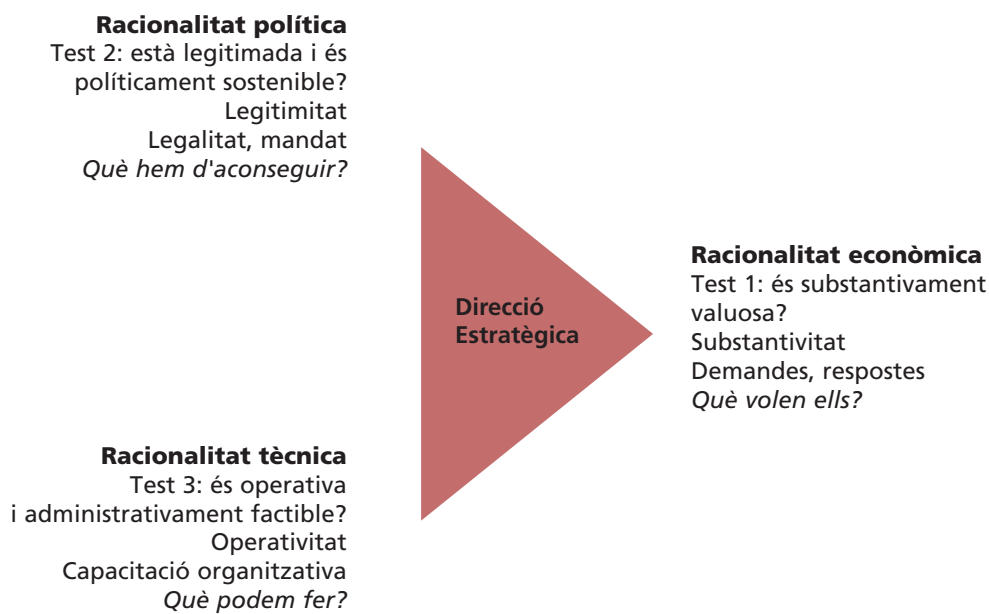 Racionalitat política
Test 2: està legitimada i és
políticament sostenible?
Legitimitat
Legalitat, mandat
Què hem d'aconseguir?
Direcció
Estratègica
Racionalitat econòmica
Test 1: és substantivament
valuosa?
Substantivitat
Demandes, respostes
Què volen ells?
Racionalitat tècnica
Test 3: és operativa
i administrativament factible?
Operativitat
Capacitació organitzativa
Què podem fer?